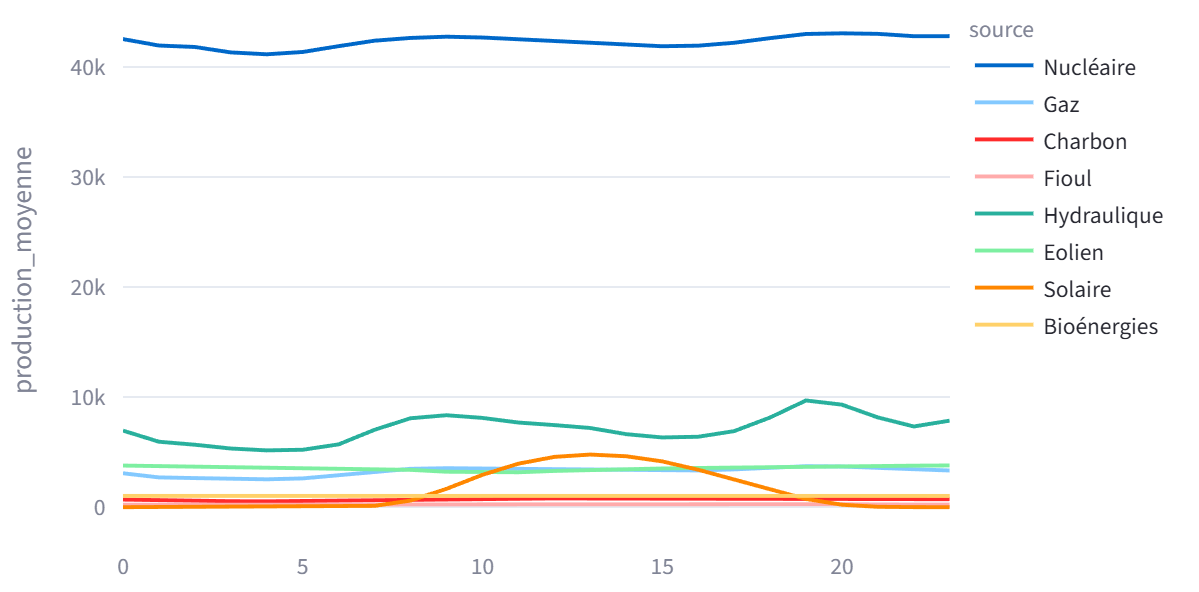 source
Nucléaire
Gaz
Charbon
Fioul
Hydraulique
Eolien
Solaire
Bioénergies
production_moyenne
40k
30k
20k
10k
0
0 5 10 15 20